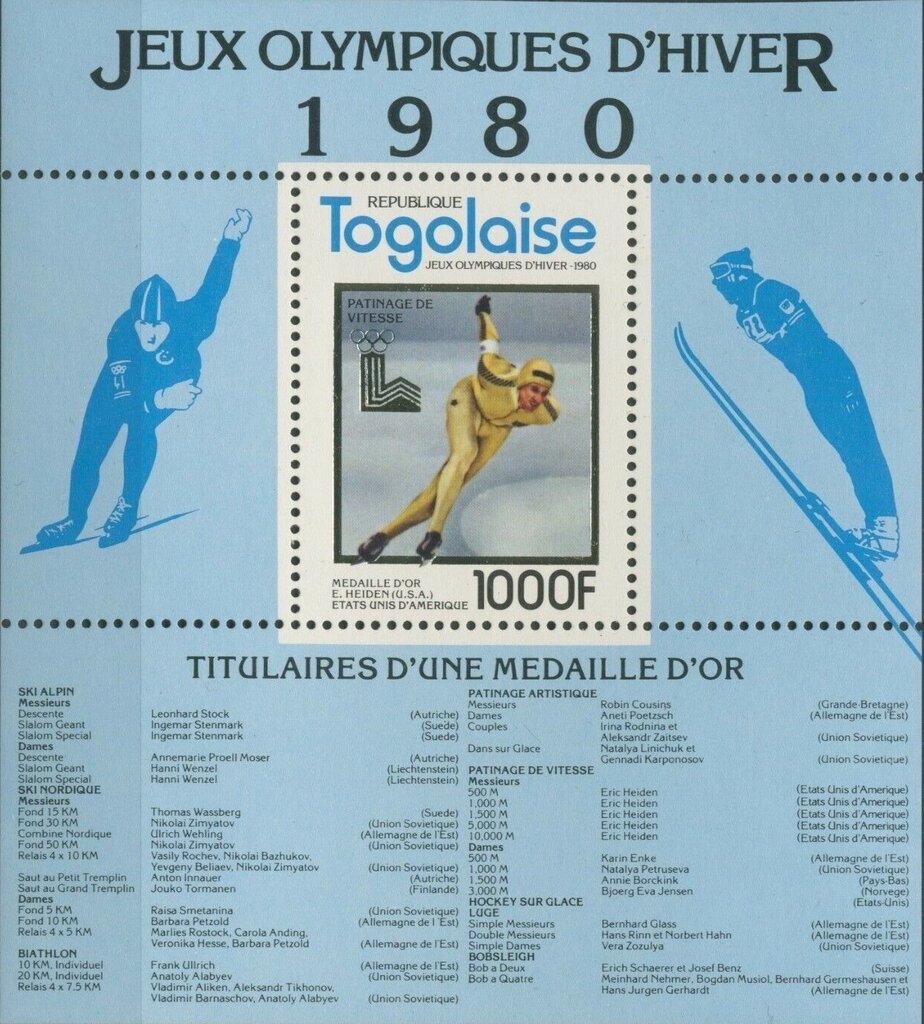 JEUX OLYMPIQUES D'HIVER
1980
REPUBLIQUE
Togolaise
JEUX OLYMPIQUES D'HIVER - 1980
PATINAGE DE
VITESSE
MEDAILLE D'OR
E. HEIDEN (U.S.A.)
ETATS UNIS D'AMERIQUE
1000F
41
22
TITULAIRES D'UNE MEDAILLE D'OR
SKI ALPIN
Messieurs
Descente Leonhard Stock (Autriche)
Slalom Geant Ingemar Stenmark (Suede)
Slalom Special Ingemar Stenmark (Suede)
Dames
Descente Annemarie Proell Moser (Autriche)
Slalom Geant Hanni Wenzel (Liechtenstein)
Slalom Special Hanni Wenzel (Liechtenstein)
SKI NORDIQUE
Messieurs
Fond 15 KM Thomas Wassberg (Suede)
Fond 30 KM Nikolai Zimyatov (Union Sovietique)
Combine Nordique Ulrich Wehling (Allemagne de l'Est)
Fond 50 KM Nikolai Zimyatov (Union Sovietique)
Relais 4 x 10 KM Vasily Rochev, Nikolai Bazhukov,
Yevgeny Beliaev, Nikolai Zimyatov (Union Sovietique)
Saut au Petit Tremplin Anton Innauer (Autriche)
Saut au Grand Tremplin Jouko Tormanen (Finlande)
Dames
Fond 5 KM Raisa Smetanina (Union Sovietique)
Fond 10 KM Barbara Petzold (Allemagne de l'Est)
Relais 4 x 5 KM Marlies Rostock, Carola Anding,
Veronika Hesse, Barbara Petzold (Allemagne de l'Est)
BIATHLON
10 KM, Individuel Frank Ullrich (Allemagne de l'Est)
20 KM, Individuel Anatoly Alabyev (Union Sovietique)
Relais 4 x 7.5 KM Vladimir Aliken, Aleksandr Tikhonov,
Vladimir Barnaschov, Anatoly Alabyev (Union Sovietique)
PATINAGE ARTISTIQUE
Messieurs Robin Cousins (Grande-Bretagne)
Dames Aneti Poetzsch (Allemagne de l'Est)
Couples Irina Rodnina et
Aleksandr Zaitsev (Union Sovietique)
Dans sur Glace Natalya Linichuk et
Gennadi Karponosov (Union Sovietique)
PATINAGE DE VITESSE
Messieurs
500 M Eric Heiden (Etats Unis d'Amerique)
1,000 M Eric Heiden (Etats Unis d'Amerique)
1,500 M Eric Heiden (Etats Unis d'Amerique)
5,000 M Eric Heiden (Etats Unis d'Amerique)
10,000 M Eric Heiden (Etats Unis d'Amerique)
Dames
500 M Karin Enke (Allemagne de l'Est)
1,000 M Natalya Petruseva (Union Sovietique)
1,500 M Annie Borckink (Pays-Bas)
3.000 M Bjoerg Eva Jensen (Norvege)
HOCKEY SUR GLACE (Etats-Unis)
LUGE
Simple Messieurs Bernhard Glass (Allemagne de l'Est)
Double Messieurs Hans Rinn et Norbert Hahn (Allemagne de l'Est)
Simple Dames Vera Zozulya (Union Sovietique)
BOBSLEIGH
Bob a Deux Erich Schaerer et Josef Benz (Suisse)
Bob a Quatre Meinhard Nehmer, Bogdan Musiol, Bernhard Germeshausen et
Hans Jurgen Gerhardt (Allemagne de l'Est)